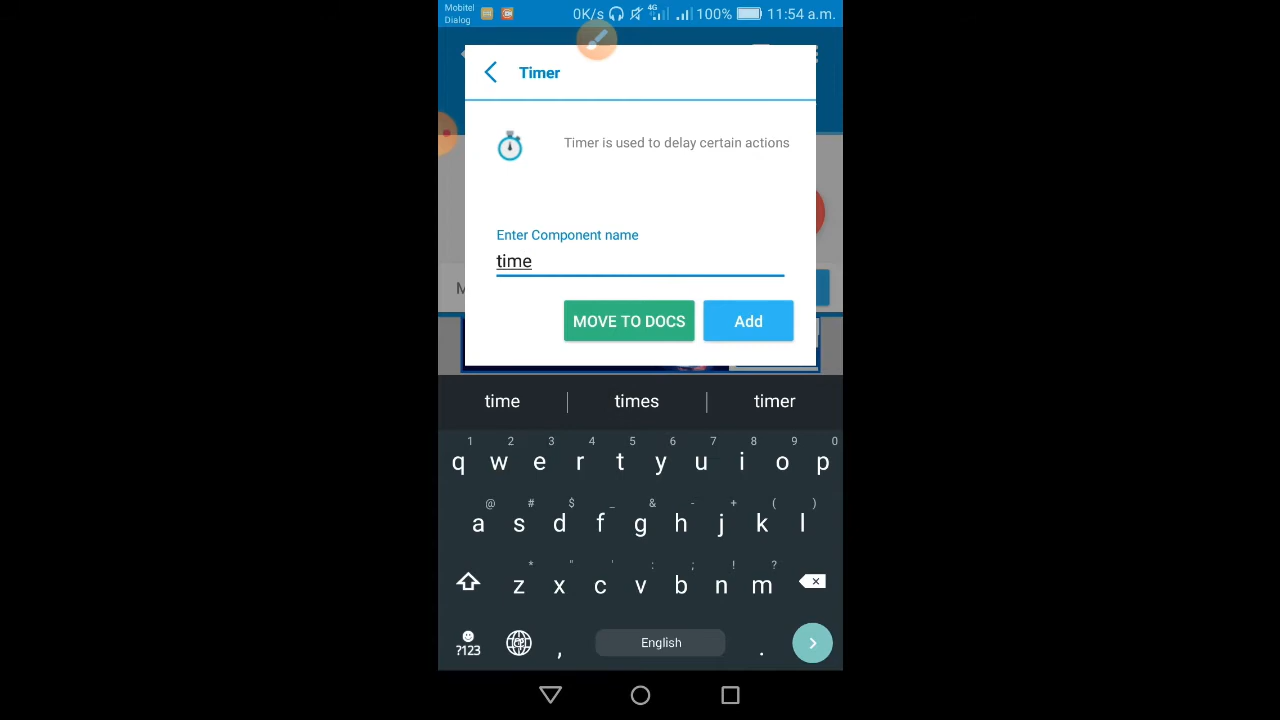 Mobitel
Dialog
0K/s 4G 100% 11:54 a.m.
Timer
Timer is used to delay certain actions
Enter Component name
time
M
MOVE TO DOCS Add
time times timer
1 2 3 4 5 6 7 8 9 0
q w e r t y u i o p
@ # $ _ & - + ( )
a s d f g h j k l
* " ' : ; ! ?
z x c v b n m
?123 , English .